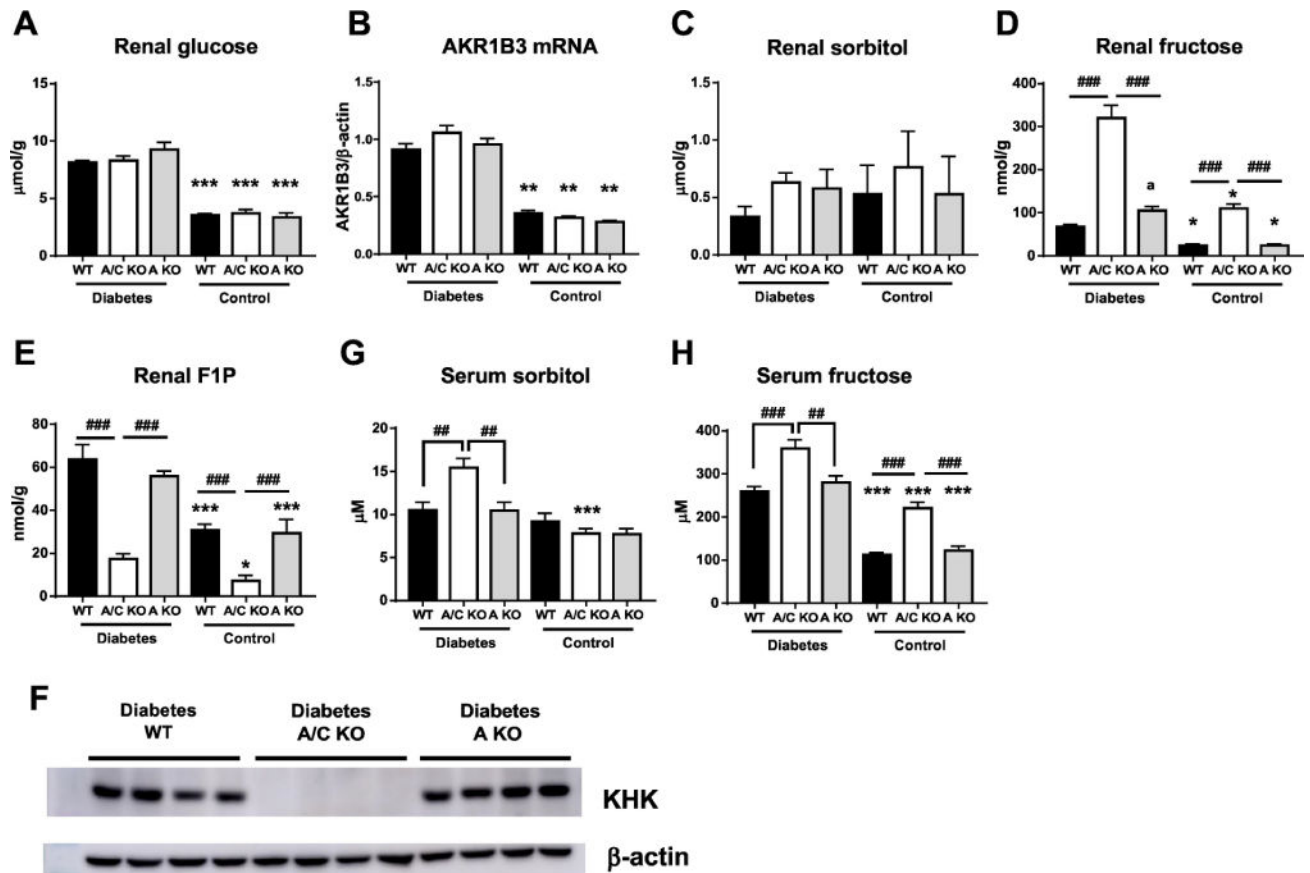 A
Renal glucose
15
10
5
0
μmol/g
***
***
***
WT A/C KO A KO WT A/C KO A KO
Diabetes Control
B
AKR1B3 mRNA
1.5
1.0
0.5
0.0
AKR1B3/β-actin
**
**
**
WT A/C KO A KO WT A/C KO A KO
Diabetes Control
C
Renal sorbitol
1.5
1.0
0.5
0.0
μmol/g
WT A/C KO A KO WT A/C KO A KO
Diabetes Control
D
Renal fructose
400
300
200
100
0
nmol/g
### ###
a
### ###
*
*
*
WT A/C KO A KO WT A/C KO A KO
Diabetes Control
E
Renal F1P
80
60
40
20
0
nmol/g
### ###
### ###
***
*
***
WT A/C KO A KO WT A/C KO A KO
Diabetes Control
G
Serum sorbitol
20
15
10
5
0
μM
## ##
***
WT A/C KO A KO WT A/C KO A KO
Diabetes Control
H
Serum fructose
400
300
200
100
0
μM
### ##
### ###
*** *** ***
WT A/C KO A KO WT A/C KO A KO
Diabetes Control
F
Diabetes
WT
Diabetes
A/C KO
Diabetes
A KO
KHK
β-actin